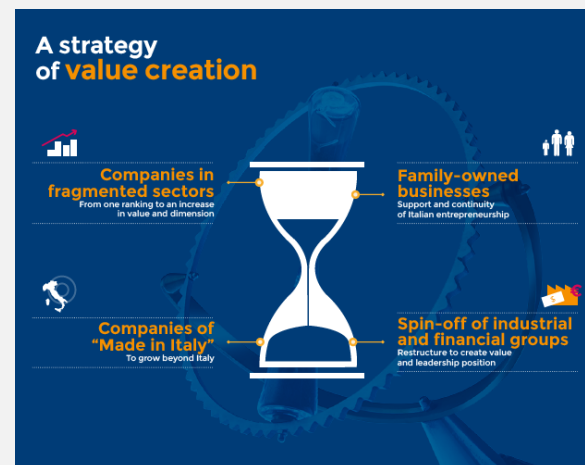 A strategy
of value creation
Companies in
fragmented sectors
From one ranking to an increase
in value and dimension
Family-owned
businesses
Support and continuity
of Italian entrepreneurship
Companies of
“Made in Italy”
To grow beyond Italy
Spin-off of industrial
and financial groups
Restructure to create value
and leadership position